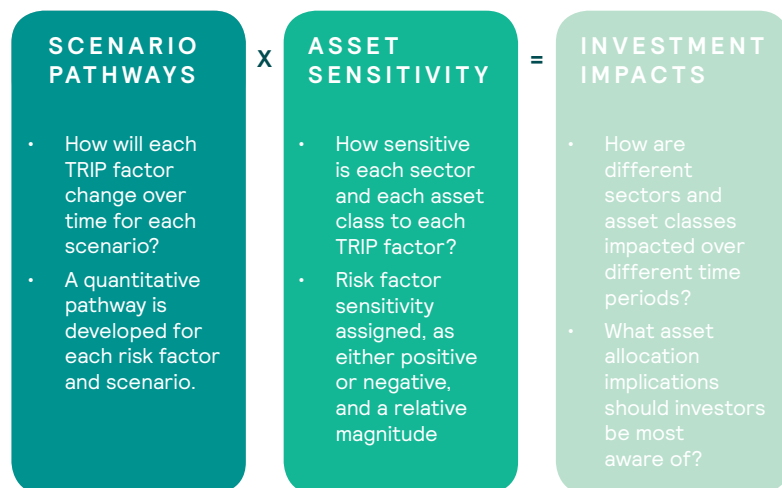 SCENARIO
PATHWAYS
• How will each
TRIP factor
change over
time for each
scenario?
• A quantitative
pathway is
developed for
each risk factor
and scenario.
X
ASSET
SENSITIVITY
• How sensitive
is each sector
and each asset
class to each
TRIP factor?
• Risk factor
sensitivity
assigned, as
either positive
or negative,
and a relative
magnitude
=
INVESTMENT
IMPACTS
• How are
different
sectors and
asset classes
impacted over
different time
periods?
• What asset
allocation
implications
should investors
be most
aware of?